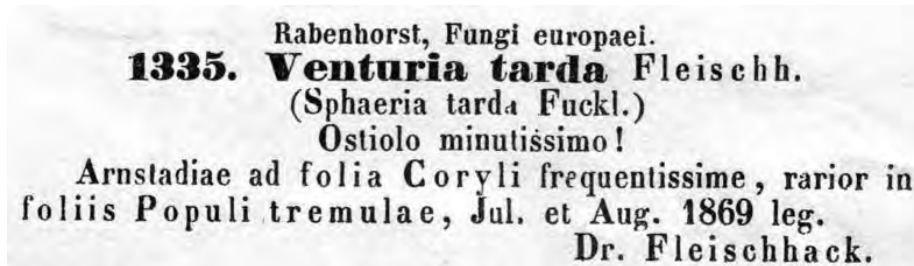 Rabenhorst, Fungi europaei.
1335. Venturia tarda Fleischh.
(Sphaeria tarda Fuckl.)
Ostiolo minutissimo!
Arnstadiae ad folia Coryli frequentissime, rarior in
foliis Populi tremulae, Jul. et Aug. 1869 leg.
Dr. Fleischhack.